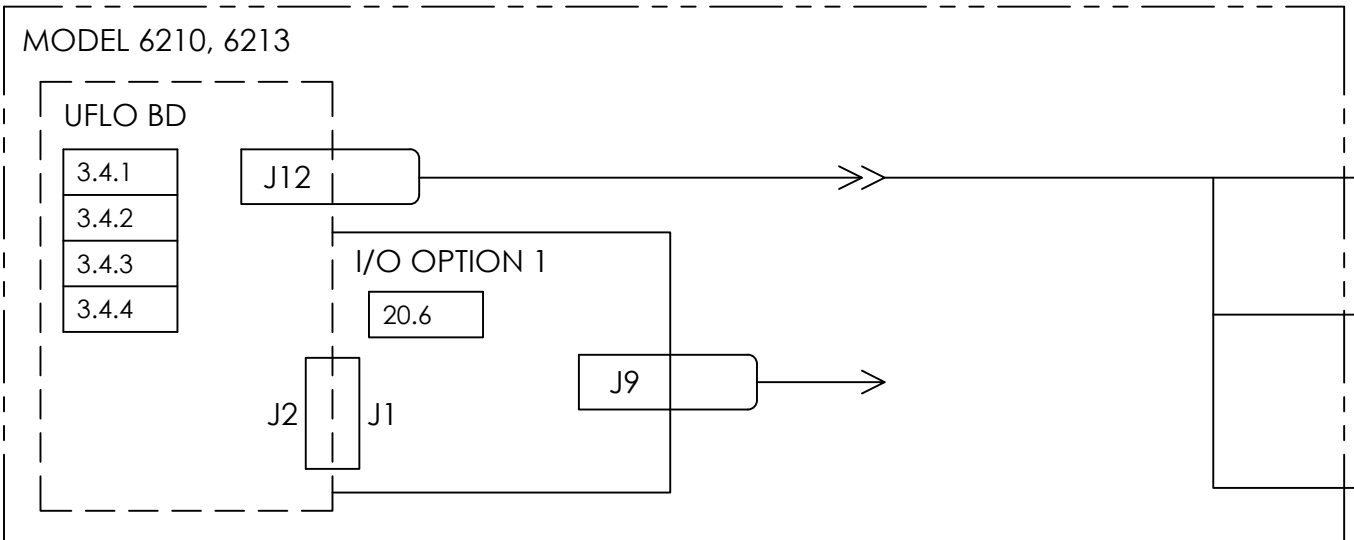 MODEL 6210, 6213
UFLO BD
3.4.1
3.4.2
3.4.3
3.4.4
J12
I/O OPTION 1
20.6
J9
J2
J1